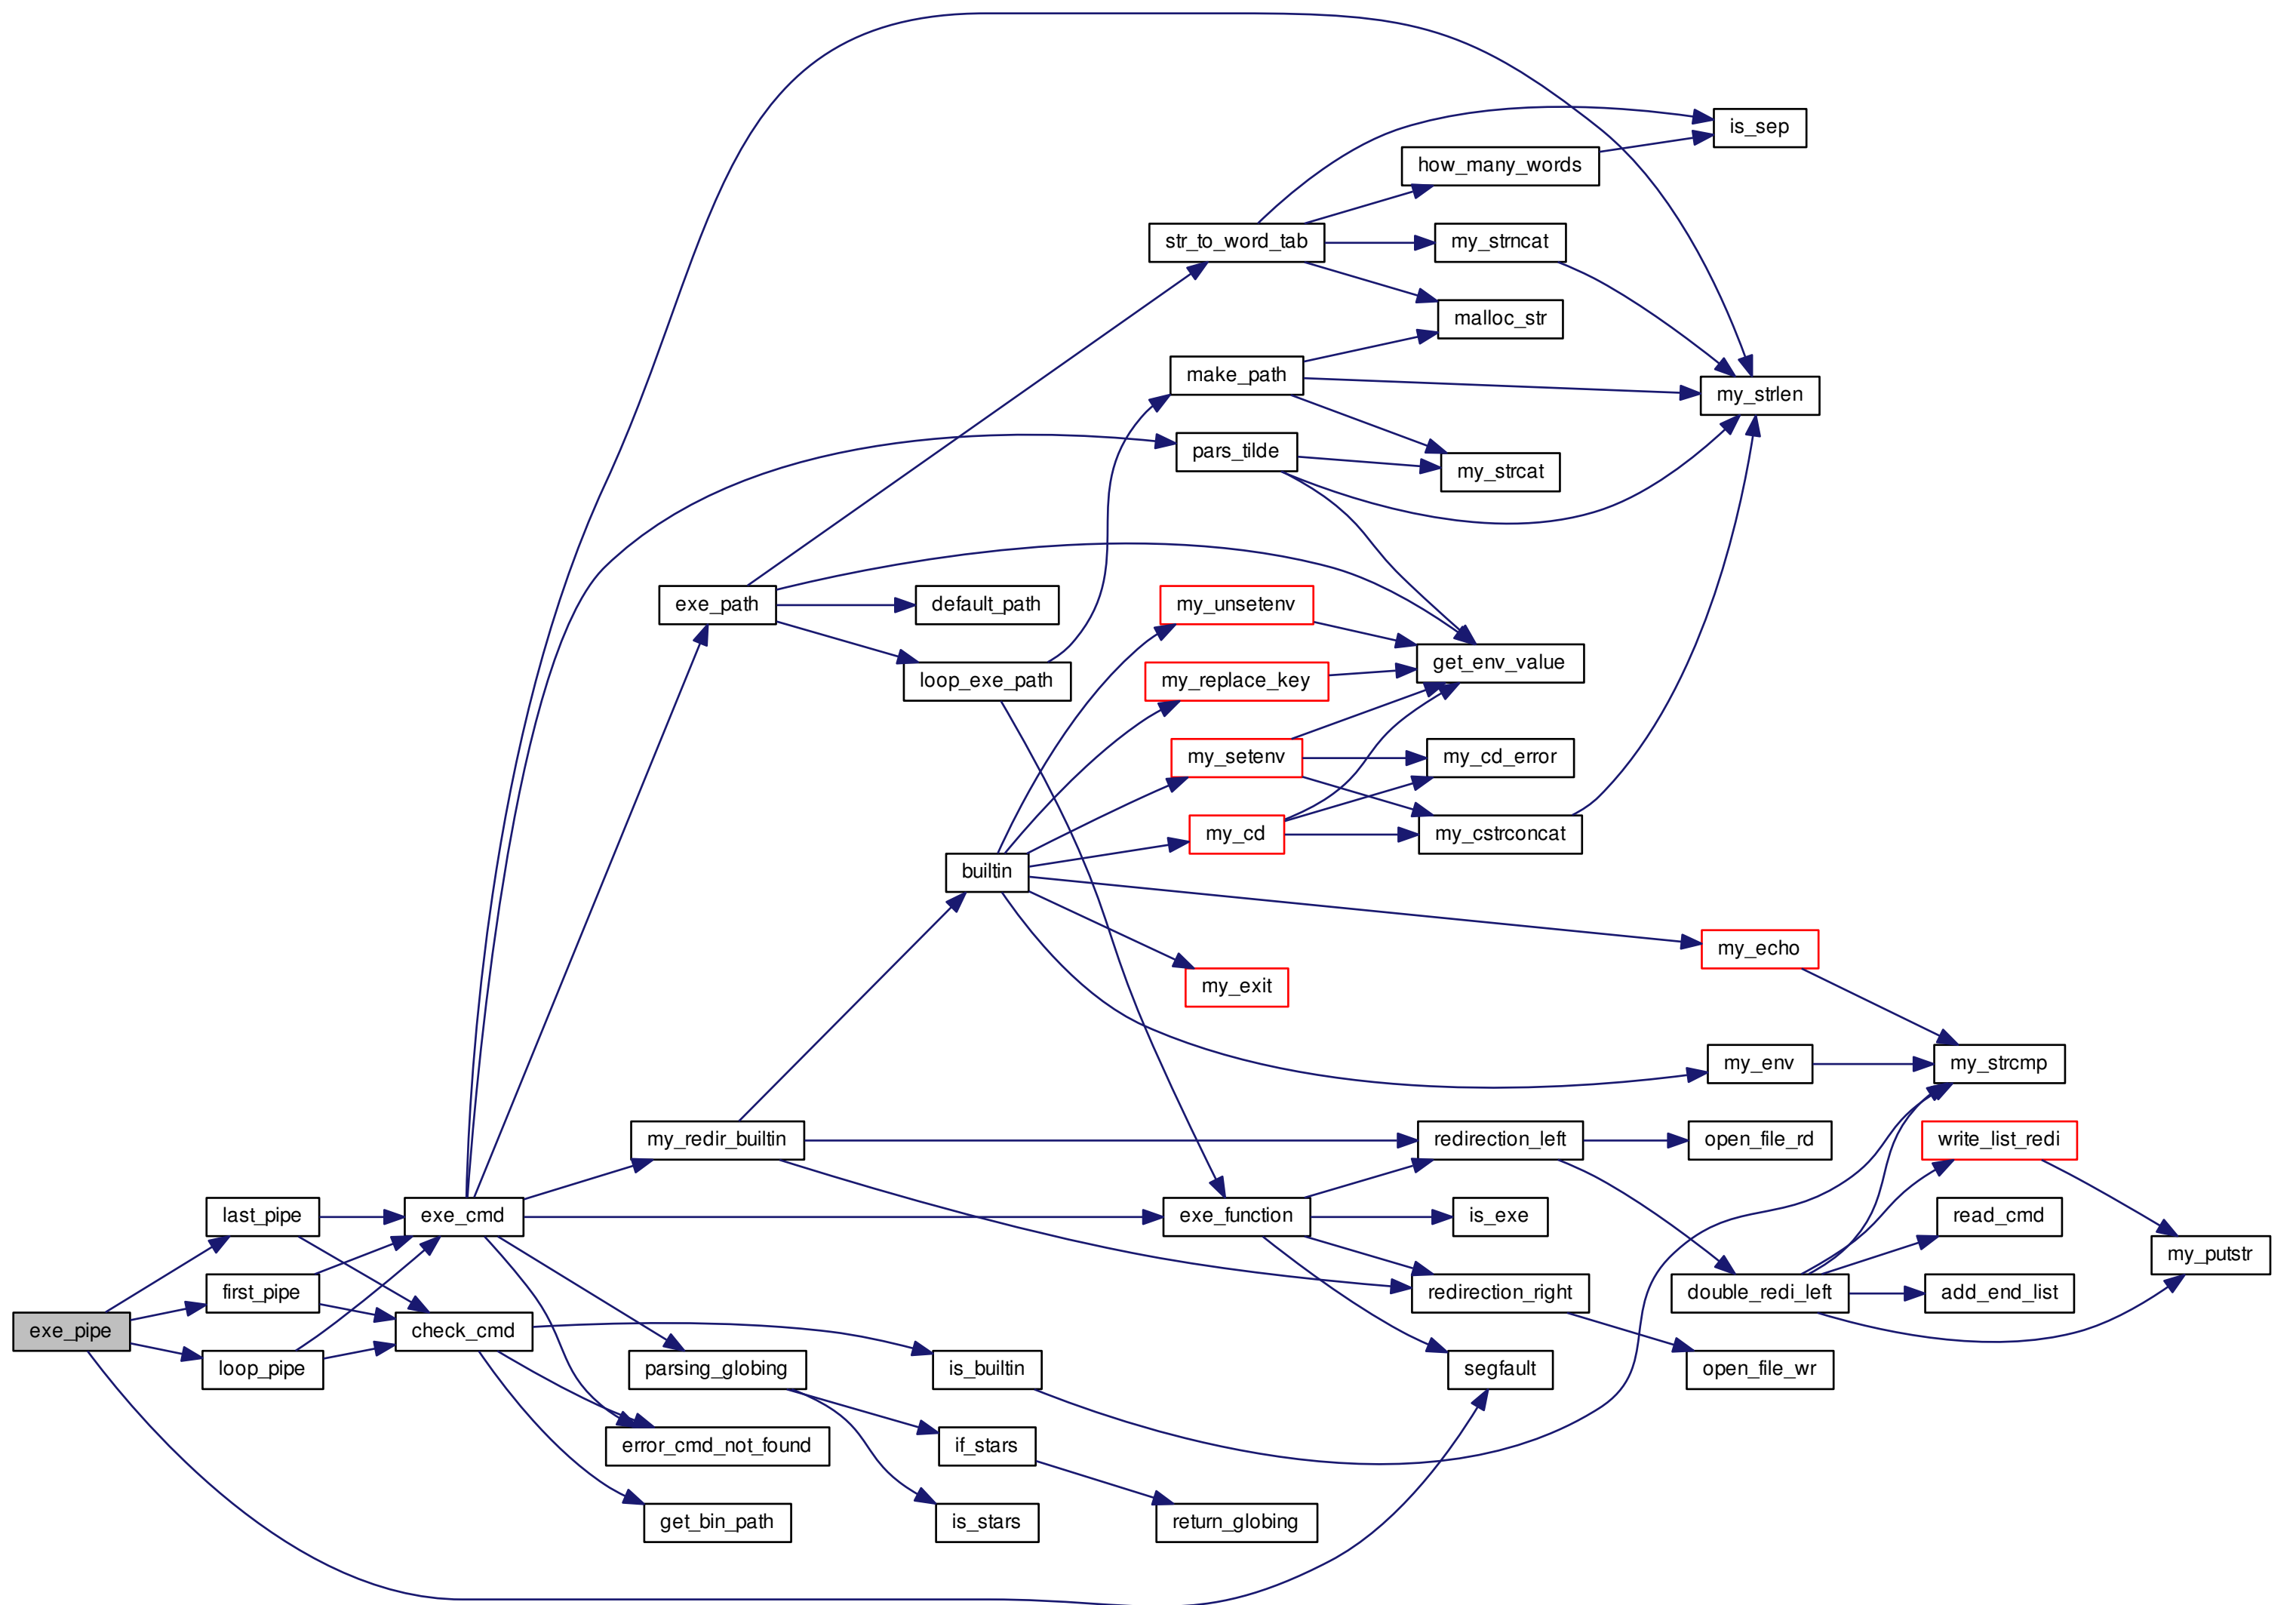 is_sep
how_many_words
str_to_word_tab
my_strncat
malloc_str
make_path
my_strlen
pars_tilde
my_strcat
exe_path
default_path
my_unsetenv
get_env_value
loop_exe_path
my_replace_key
my_setenv
my_cd_error
my_cd
my_cstrconcat
builtin
my_echo
my_exit
my_env
my_strcmp
my_redir_builtin
redirection_left
open_file_rd
write_list_redi
last_pipe
exe_cmd
exe_function
is_exe
read_cmd
my_putstr
first_pipe
redirection_right
double_redi_left
add_end_list
exe_pipe
check_cmd
loop_pipe
parsing_globing
is_builtin
segfault
open_file_wr
error_cmd_not_found
if_stars
get_bin_path
is_stars
return_globing